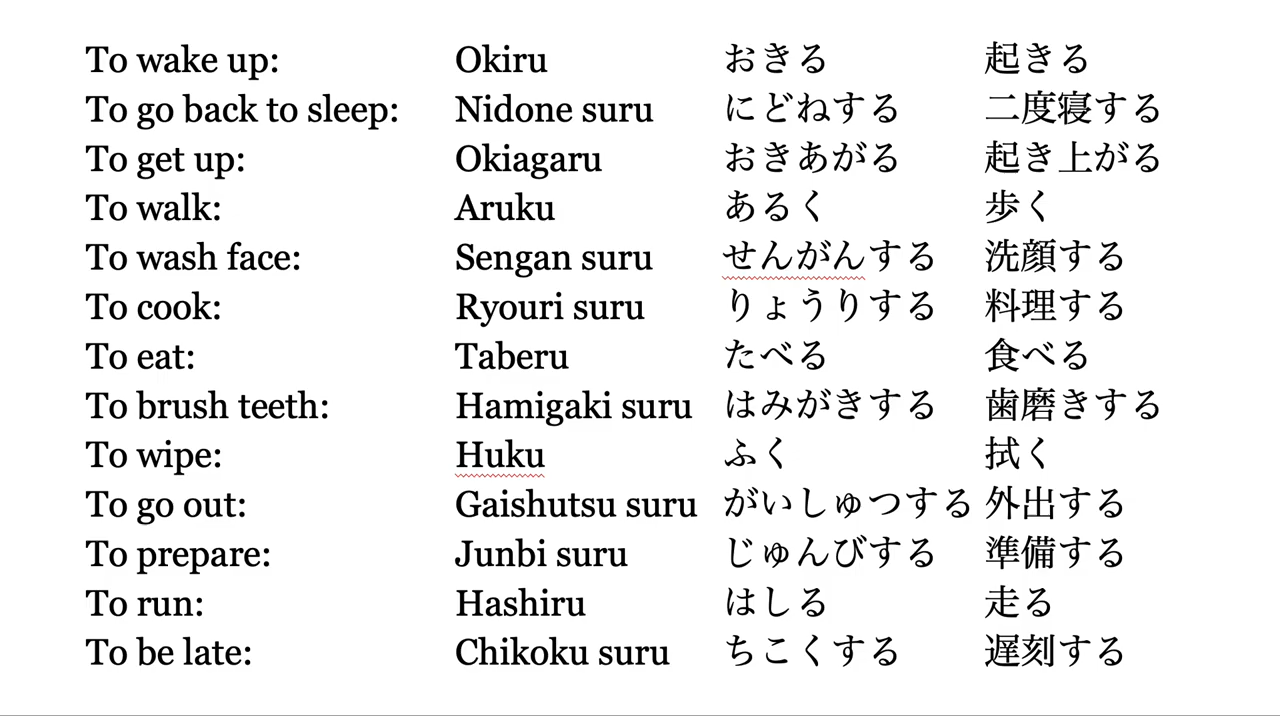 To wake up: Okiru おきる 起きる
To go back to sleep: Nidone suru にどねする 二度寝する
To get up: Okiagaru おきあがる 起き上がる
To walk: Aruku あるく 歩く
To wash face: Sengan suru せんがんする 洗顔する
To cook: Ryouri suru りょうりする 料理する
To eat: Taberu たべる 食べる
To brush teeth: Hamigaki suru はみがきする 歯磨きする
To wipe: Huku ふく 拭く
To go out: Gaishutsu suru がいしゅつする 外出する
To prepare: Junbi suru じゅんびする 準備する
To run: Hashiru はしる 走る
To be late: Chikoku suru ちこくする 遅刻する